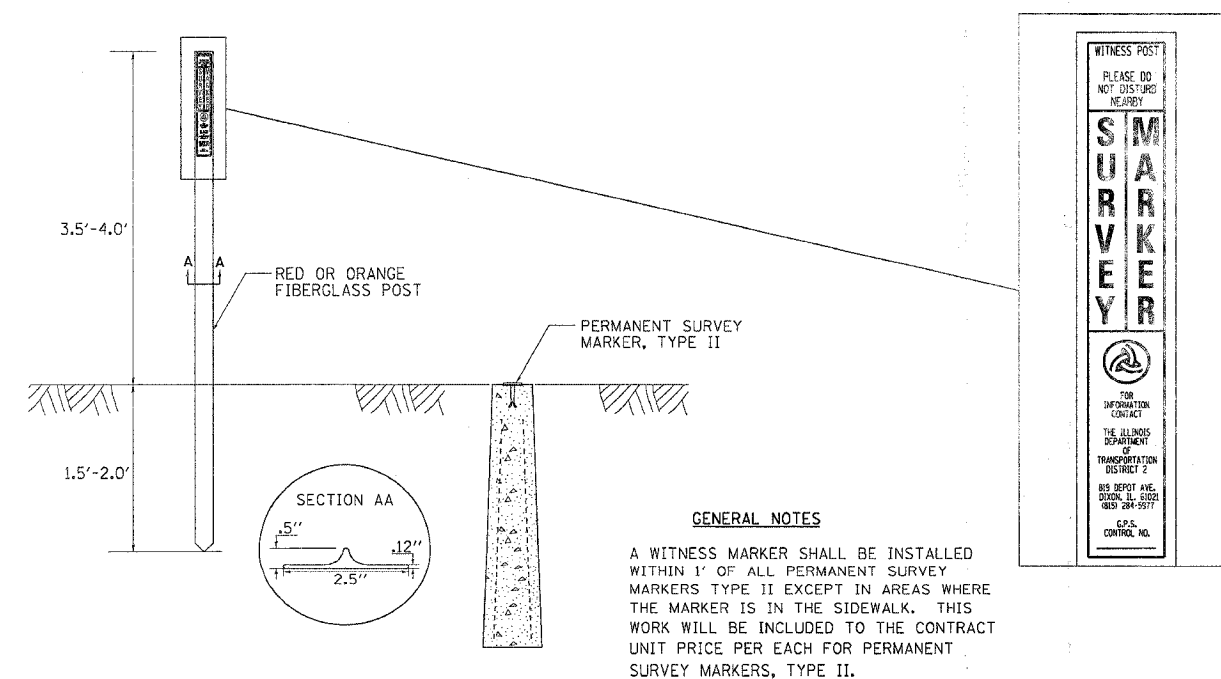 3.5'-4.0'
A A
RED OR ORANGE
FIBERGLASS POST
PERMANENT SURVEY
MARKER, TYPE II
1.5'-2.0'
SECTION AA
.5"
.12"
2.5"
GENERAL NOTES
A WITNESS MARKER SHALL BE INSTALLED
WITHIN 1' OF ALL PERMANENT SURVEY
MARKERS TYPE II EXCEPT IN AREAS WHERE
THE MARKER IS IN THE SIDEWALK. THIS
WORK WILL BE INCLUDED TO THE CONTRACT
UNIT PRICE PER EACH FOR PERMANENT
SURVEY MARKERS, TYPE II.
WITNESS POST
PLEASE DO
NOT DISTURB
NEARBY
SURVEY
MARKER
FOR
INFORMATION
CONTACT
THE ILLINOIS
DEPARTMENT
OF
TRANSPORTATION
DISTRICT 2
819 DEPOT AVE.
DIXON, IL. 61021
(815) 284-5977
G.P.S.
CONTROL NO.